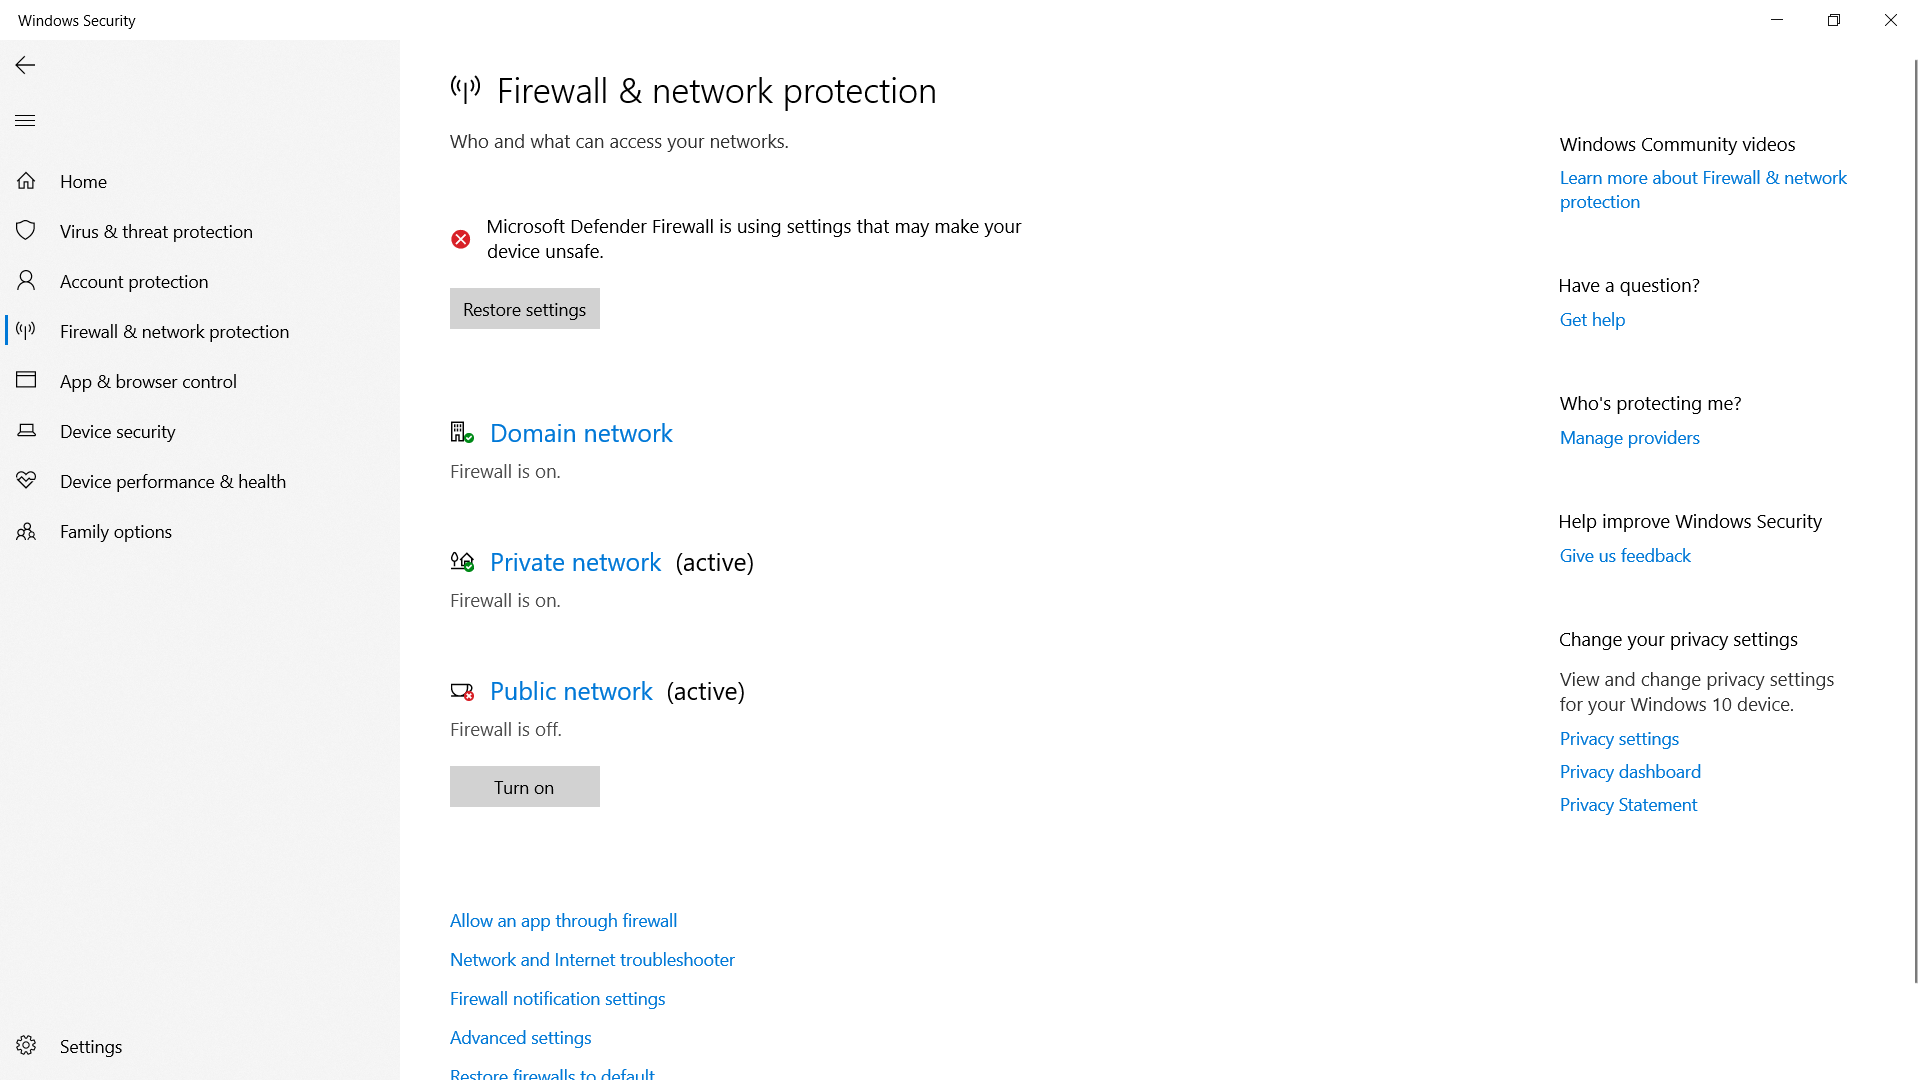 Windows Security
Home
Virus & threat protection
Account protection
Firewall & network protection
App & browser control
Device security
Device performance & health
Family options
Settings
Firewall & network protection
Who and what can access your networks.
Microsoft Defender Firewall is using settings that may make your
device unsafe.
Restore settings
Domain network
Firewall is on.
Private network (active)
Firewall is on.
Public network (active)
Firewall is off.
Turn on
Allow an app through firewall
Network and Internet troubleshooter
Firewall notification settings
Advanced settings
Restore firewalls to default
Windows Community videos
Learn more about Firewall & network
protection
Have a question?
Get help
Who's protecting me?
Manage providers
Help improve Windows Security
Give us feedback
Change your privacy settings
View and change privacy settings
for your Windows 10 device.
Privacy settings
Privacy dashboard
Privacy Statement